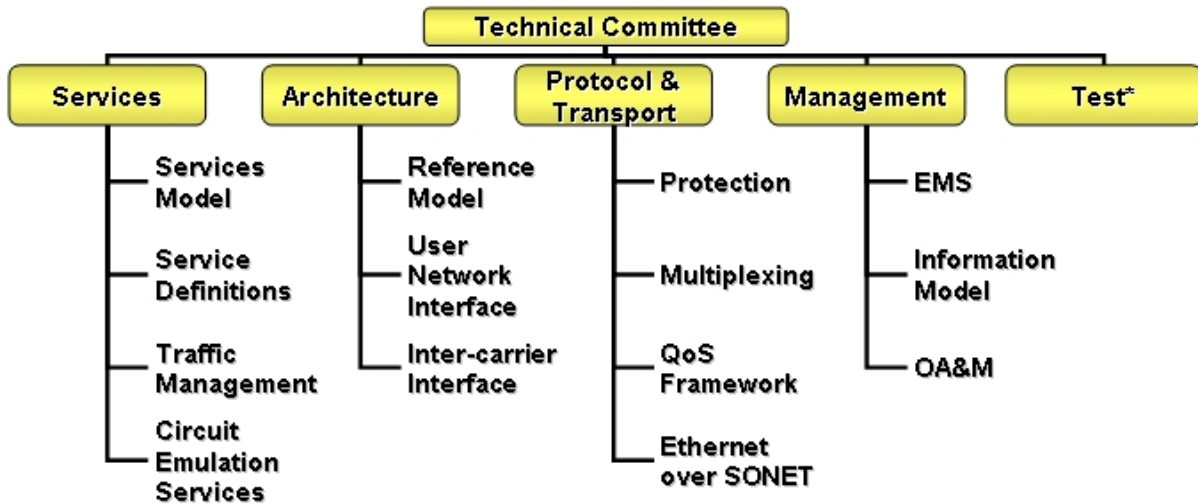 Technical Committee
Services
Architecture
Protocol &
Transport
Management
Test*
Services
Model
Service
Definitions
Traffic
Management
Circuit
Emulation
Services
Reference
Model
User
Network
Interface
Inter-carrier
Interface
Protection
Multiplexing
QoS
Framework
Ethernet
over SONET
EMS
Information
Model
OA&M